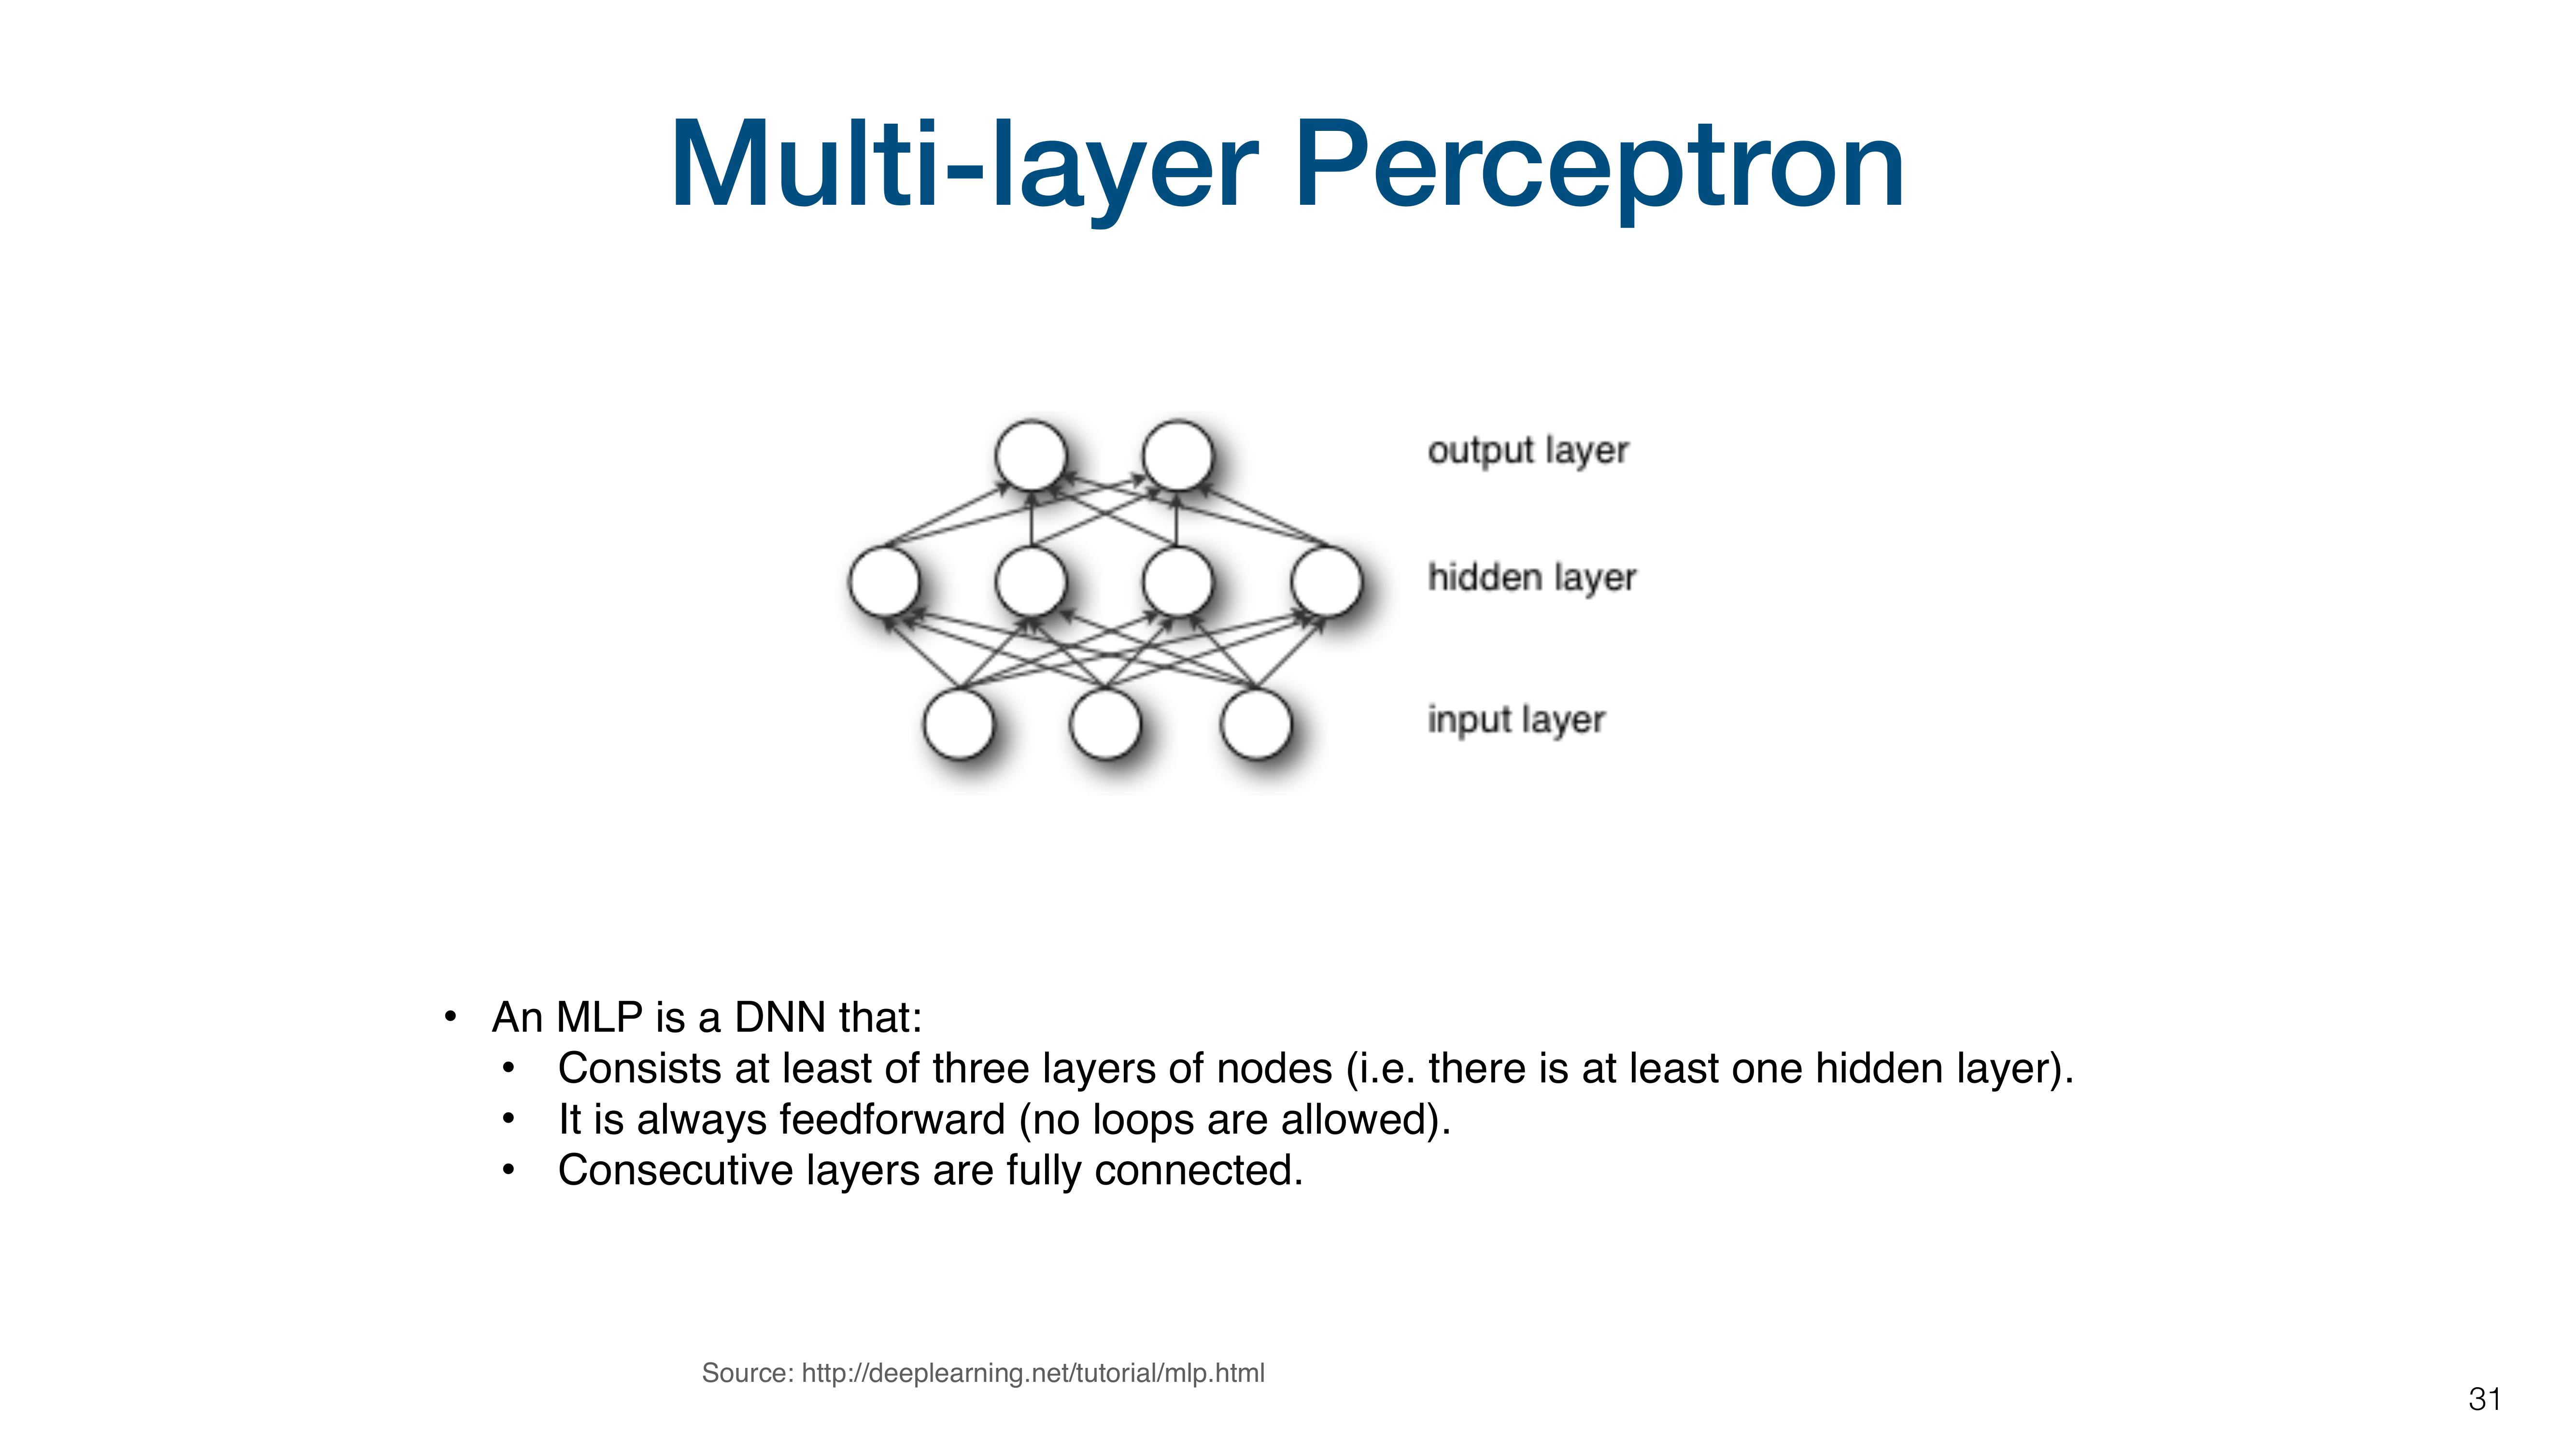 Multi-layer Perceptron
output layer
hidden layer
input layer
• An MLP is a DNN that:
• Consists at least of three layers of nodes (i.e. there is at least one hidden layer).
• It is always feedforward (no loops are allowed).
• Consecutive layers are fully connected.
Source: http://deeplearning.net/tutorial/mlp.html
31